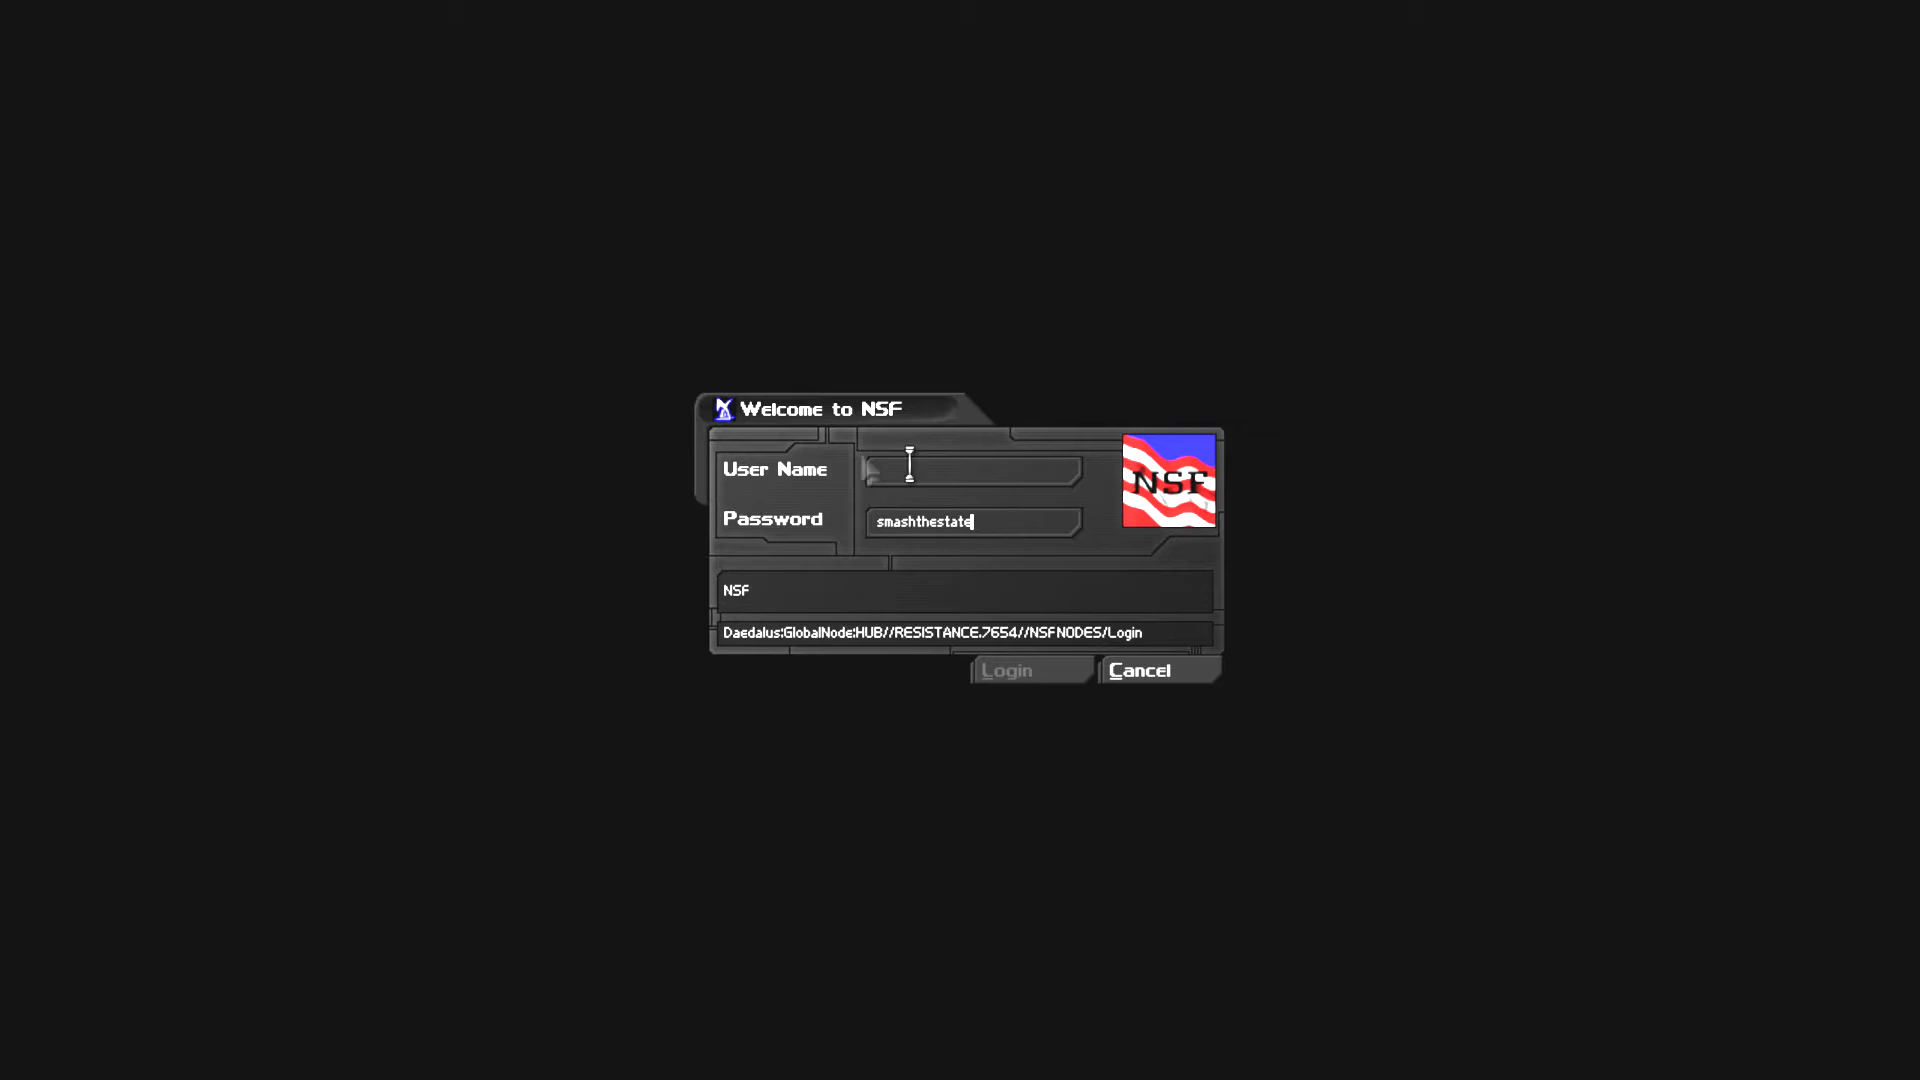 Welcome to NSF
User Name
NSF
Password
smashthestate
NSF
Daedalus:GlobalNode:HUB//RESISTANCE.7654//NSFNODES/Login
Login
Cancel